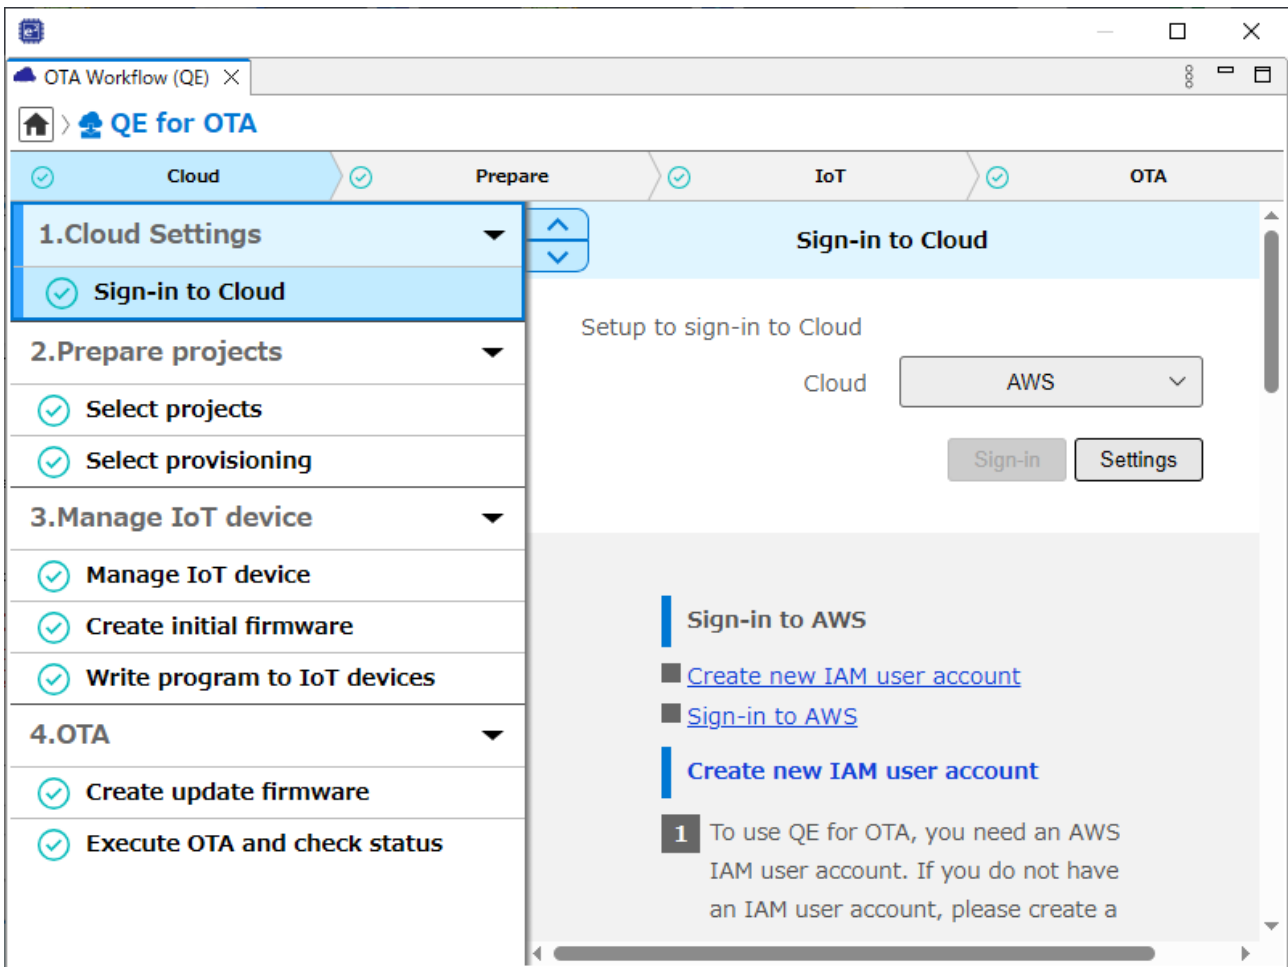 e²
OTA Workflow (QE)
QE for OTA
Cloud
Prepare
IoT
OTA
1.Cloud Settings
Sign-in to Cloud
2.Prepare projects
Select projects
Select provisioning
3.Manage IoT device
Manage IoT device
Create initial firmware
Write program to IoT devices
4.OTA
Create update firmware
Execute OTA and check status
Sign-in to Cloud
Setup to sign-in to Cloud
Cloud
AWS
Sign-in
Settings
Sign-in to AWS
Create new IAM user account
Sign-in to AWS
Create new IAM user account
1 To use QE for OTA, you need an AWS
IAM user account. If you do not have
an IAM user account, please create a